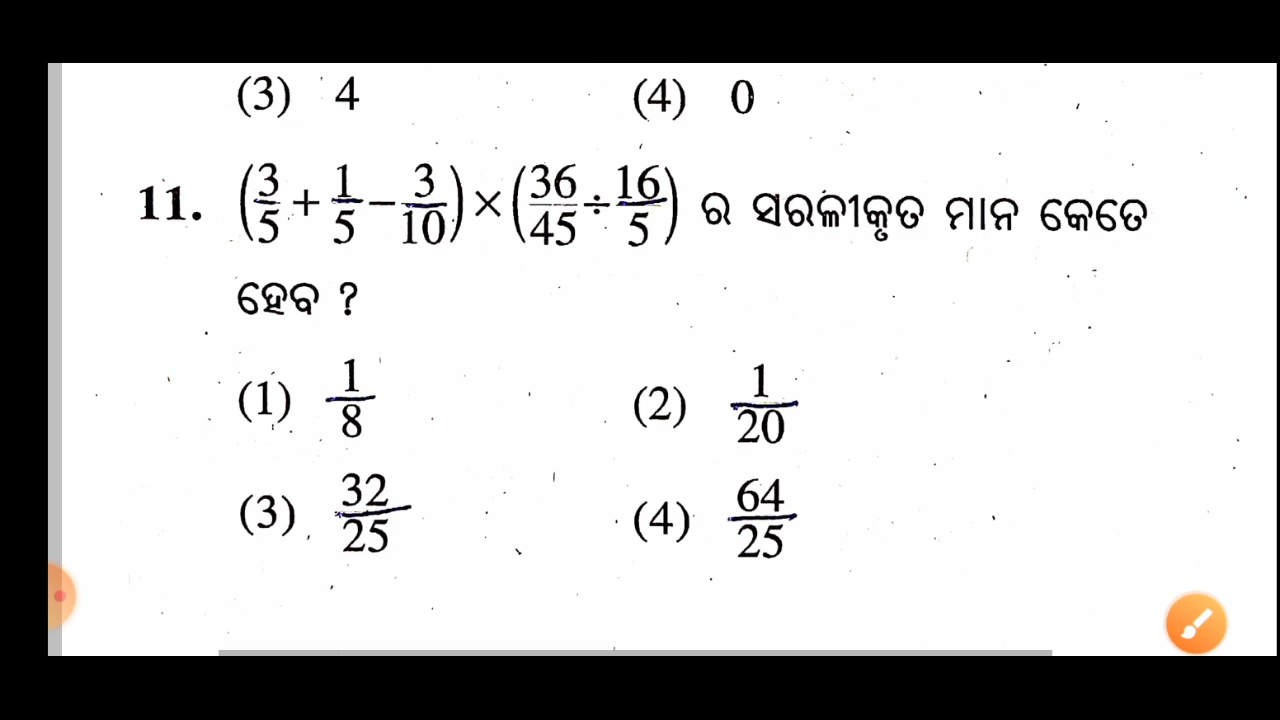 (3) 4 (4) 0
11. (3/5 + 1/5 − 3/10) × (36/45 ÷ 16/5) ର ସରଳୀକୃତ ମାନ କେତେ
ହେବ ?
(1) 1/8 (2) 1/20
(3) 32/25 (4) 64/25